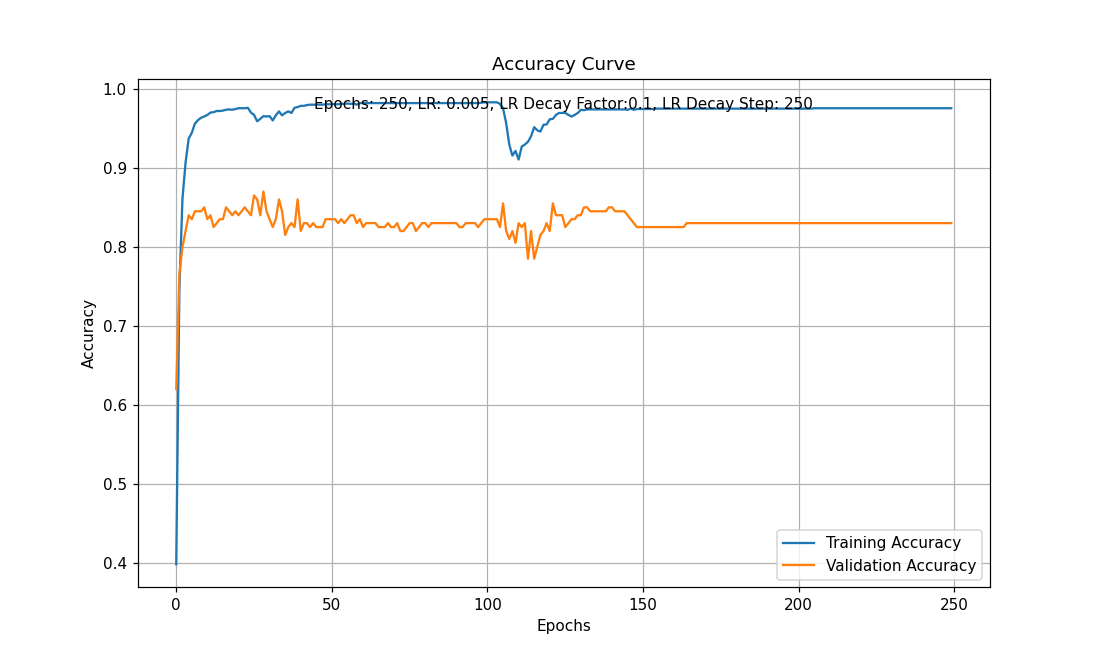 Accuracy Curve
Epochs: 250, LR: 0.005, LR Decay Factor:0.1, LR Decay Step: 250
1.0
0.9
0.8
0.7
0.6
0.5
0.4
Accuracy
Training Accuracy
Validation Accuracy
0 50 100 150 200 250
Epochs